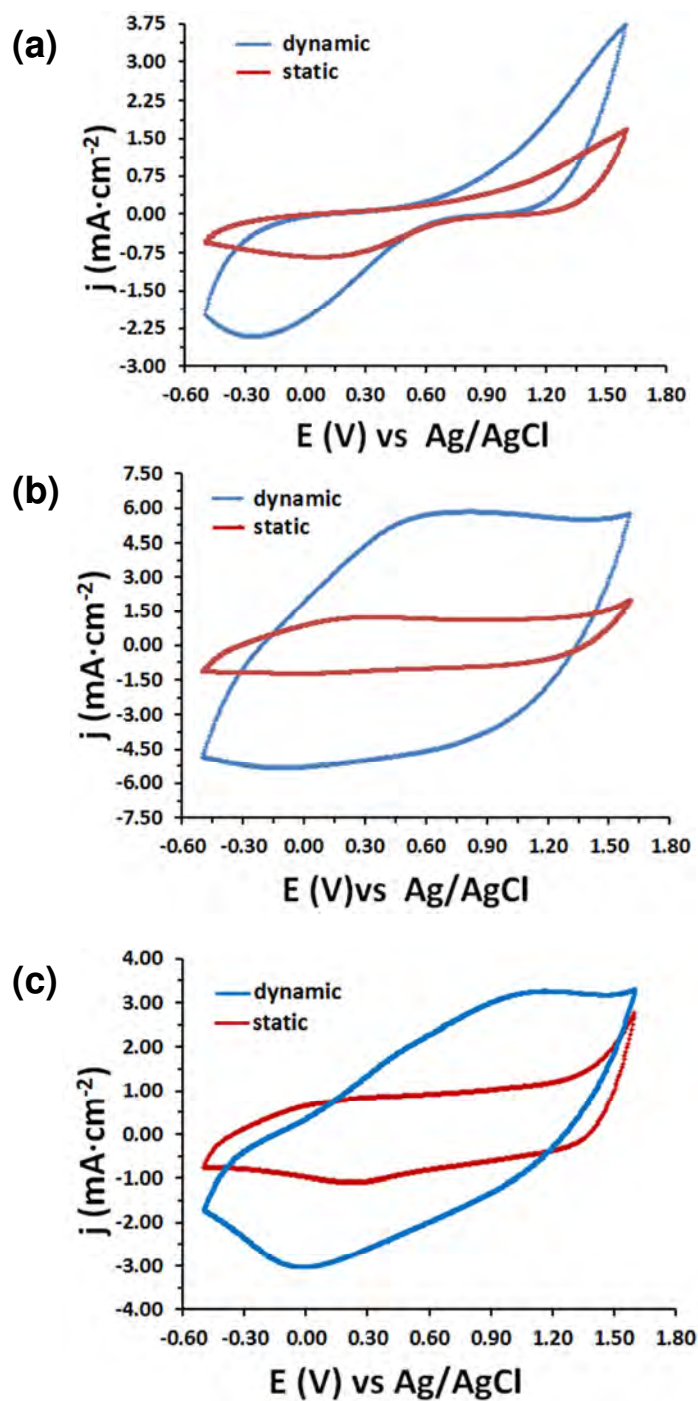 (a)
3.75
3.00
2.25
1.50
0.75
0.00
-0.75
-1.50
-2.25
-3.00
dynamic
static
j (mA·cm-2)
-0.60 -0.30 0.00 0.30 0.60 0.90 1.20 1.50 1.80
E (V) vs Ag/AgCl
(b)
7.50
6.00
4.50
3.00
1.50
0.00
-1.50
-3.00
-4.50
-6.00
-7.50
dynamic
static
j (mA·cm-2)
-0.60 -0.30 0.00 0.30 0.60 0.90 1.20 1.50 1.80
E (V)vs Ag/AgCl
(c)
4.00
3.00
2.00
1.00
0.00
-1.00
-2.00
-3.00
-4.00
dynamic
static
j (mA·cm-2)
-0.60 -0.30 0.00 0.30 0.60 0.90 1.20 1.50 1.80
E (V) vs Ag/AgCl